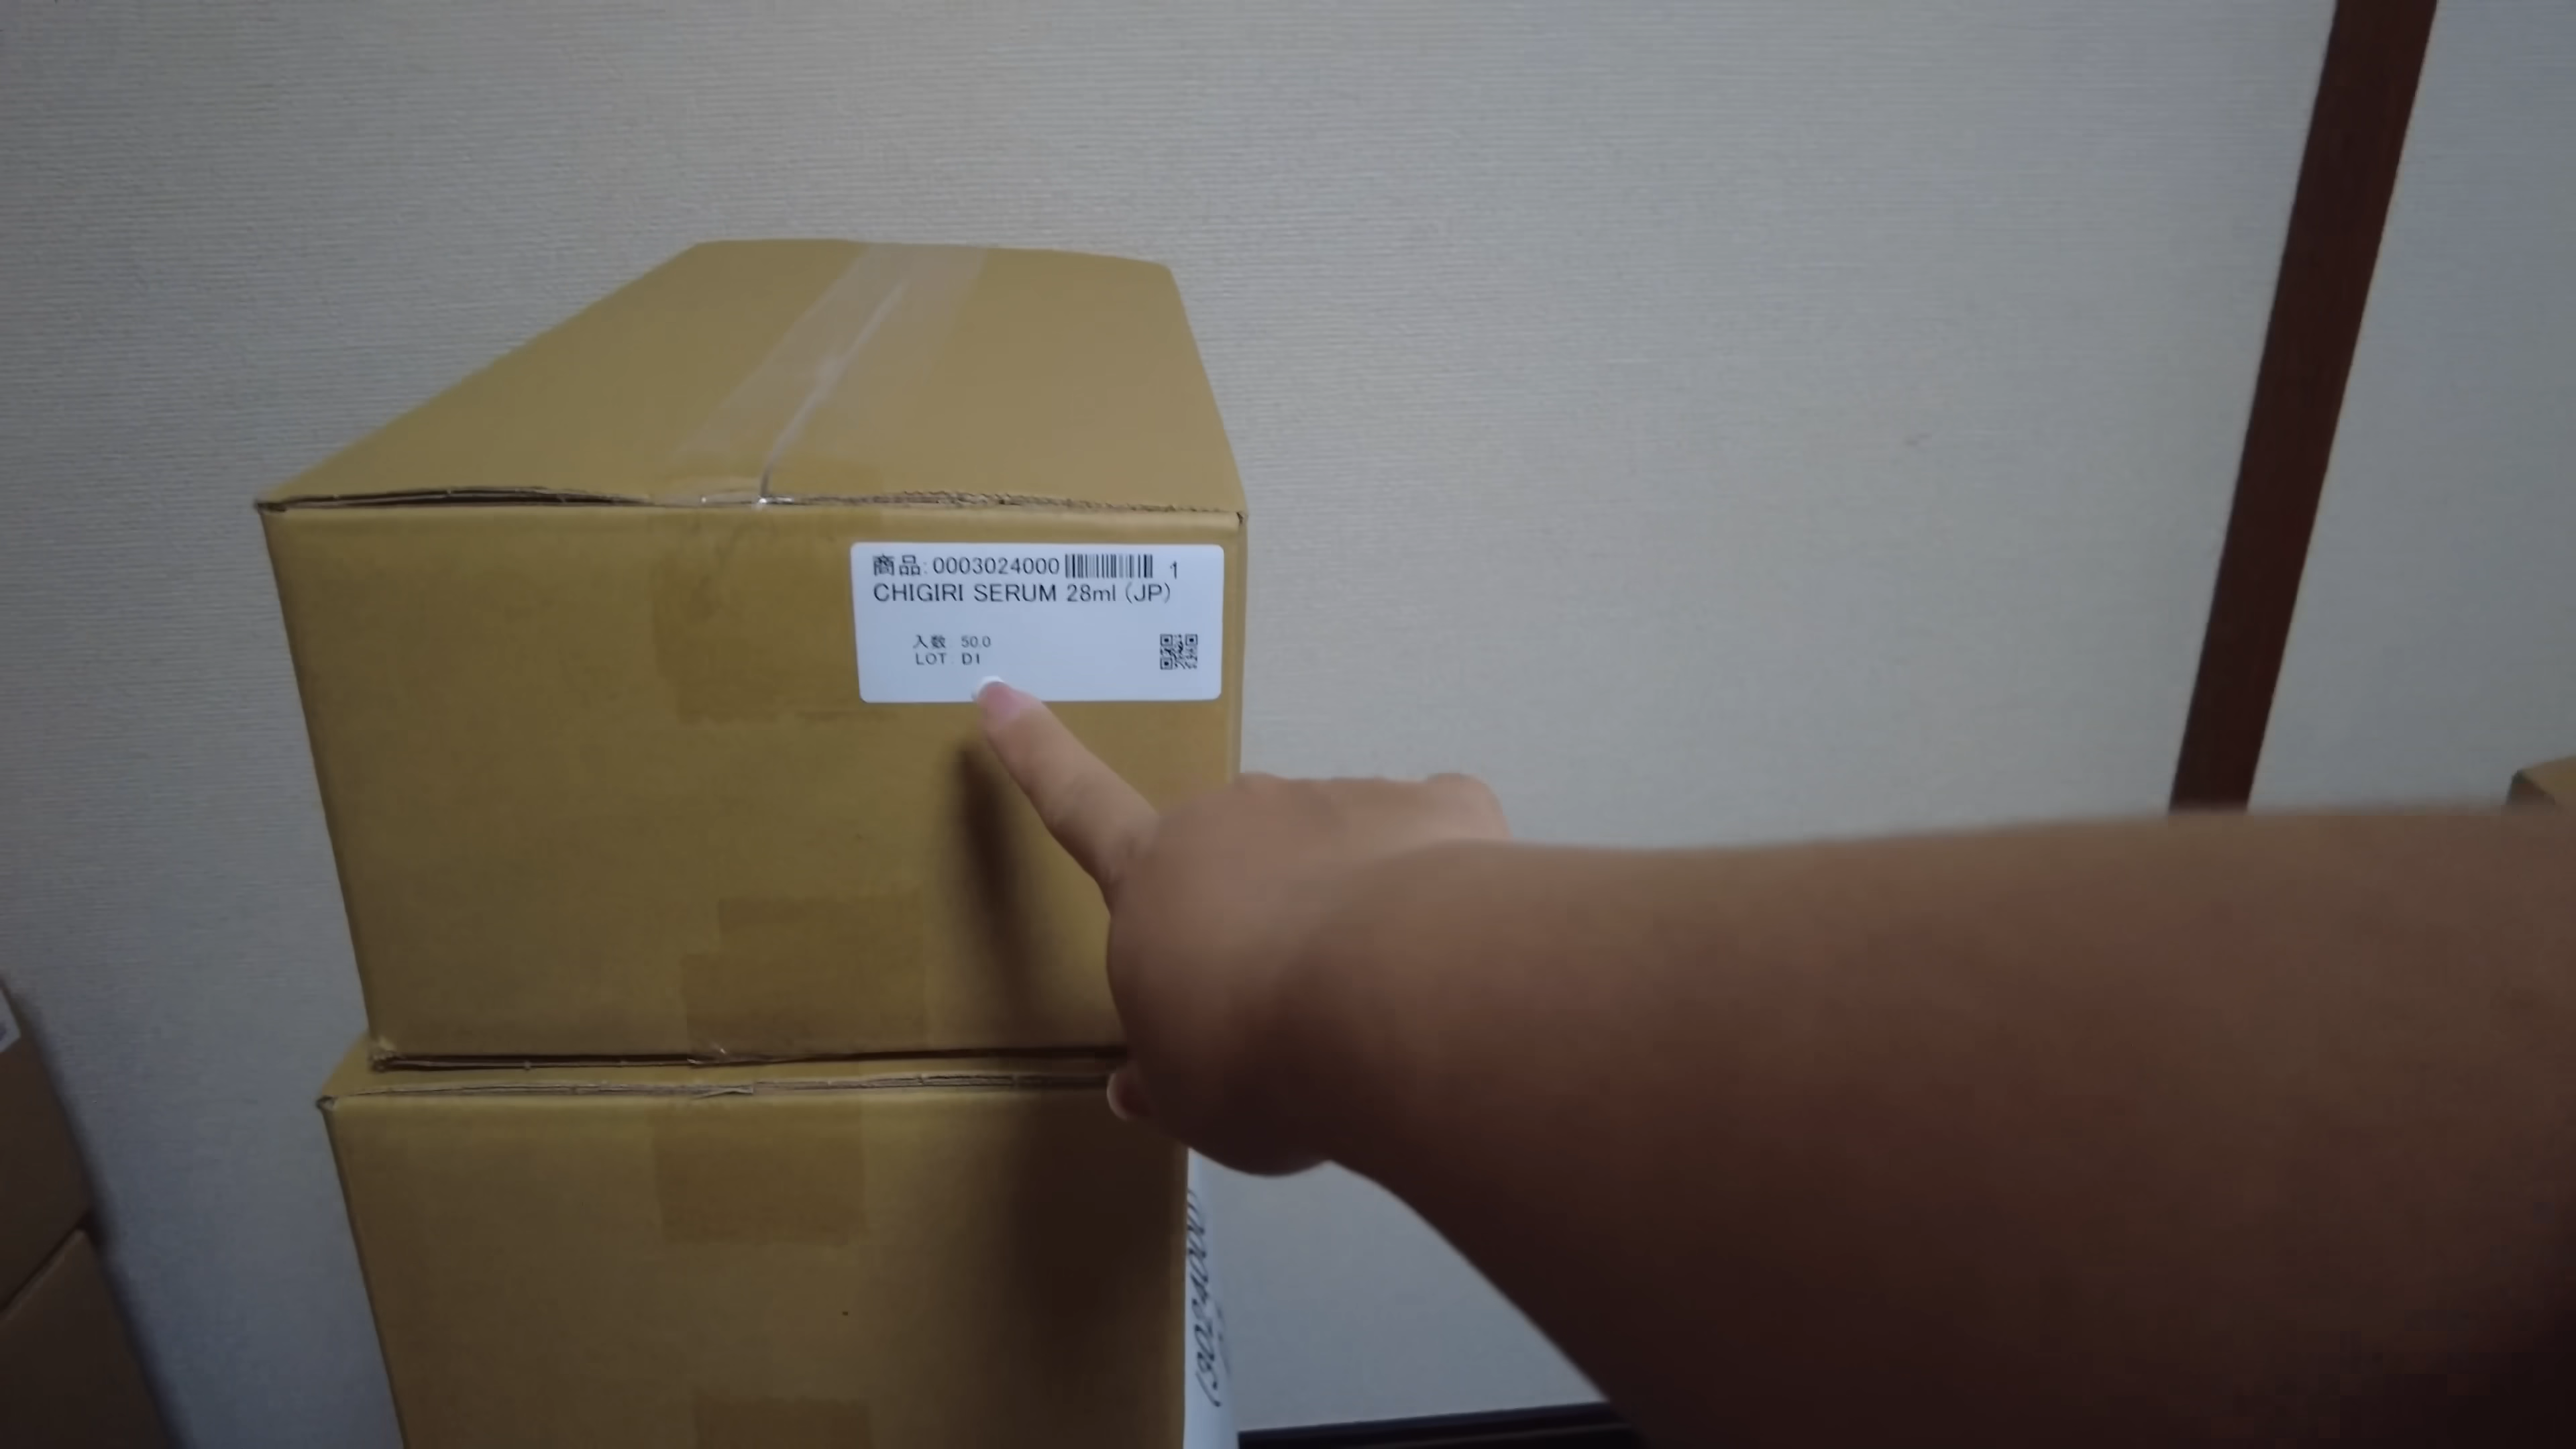 商品:0003024000 1
CHIGIRI SERUM 28ml (JP)
入数 50.0
LOT D1